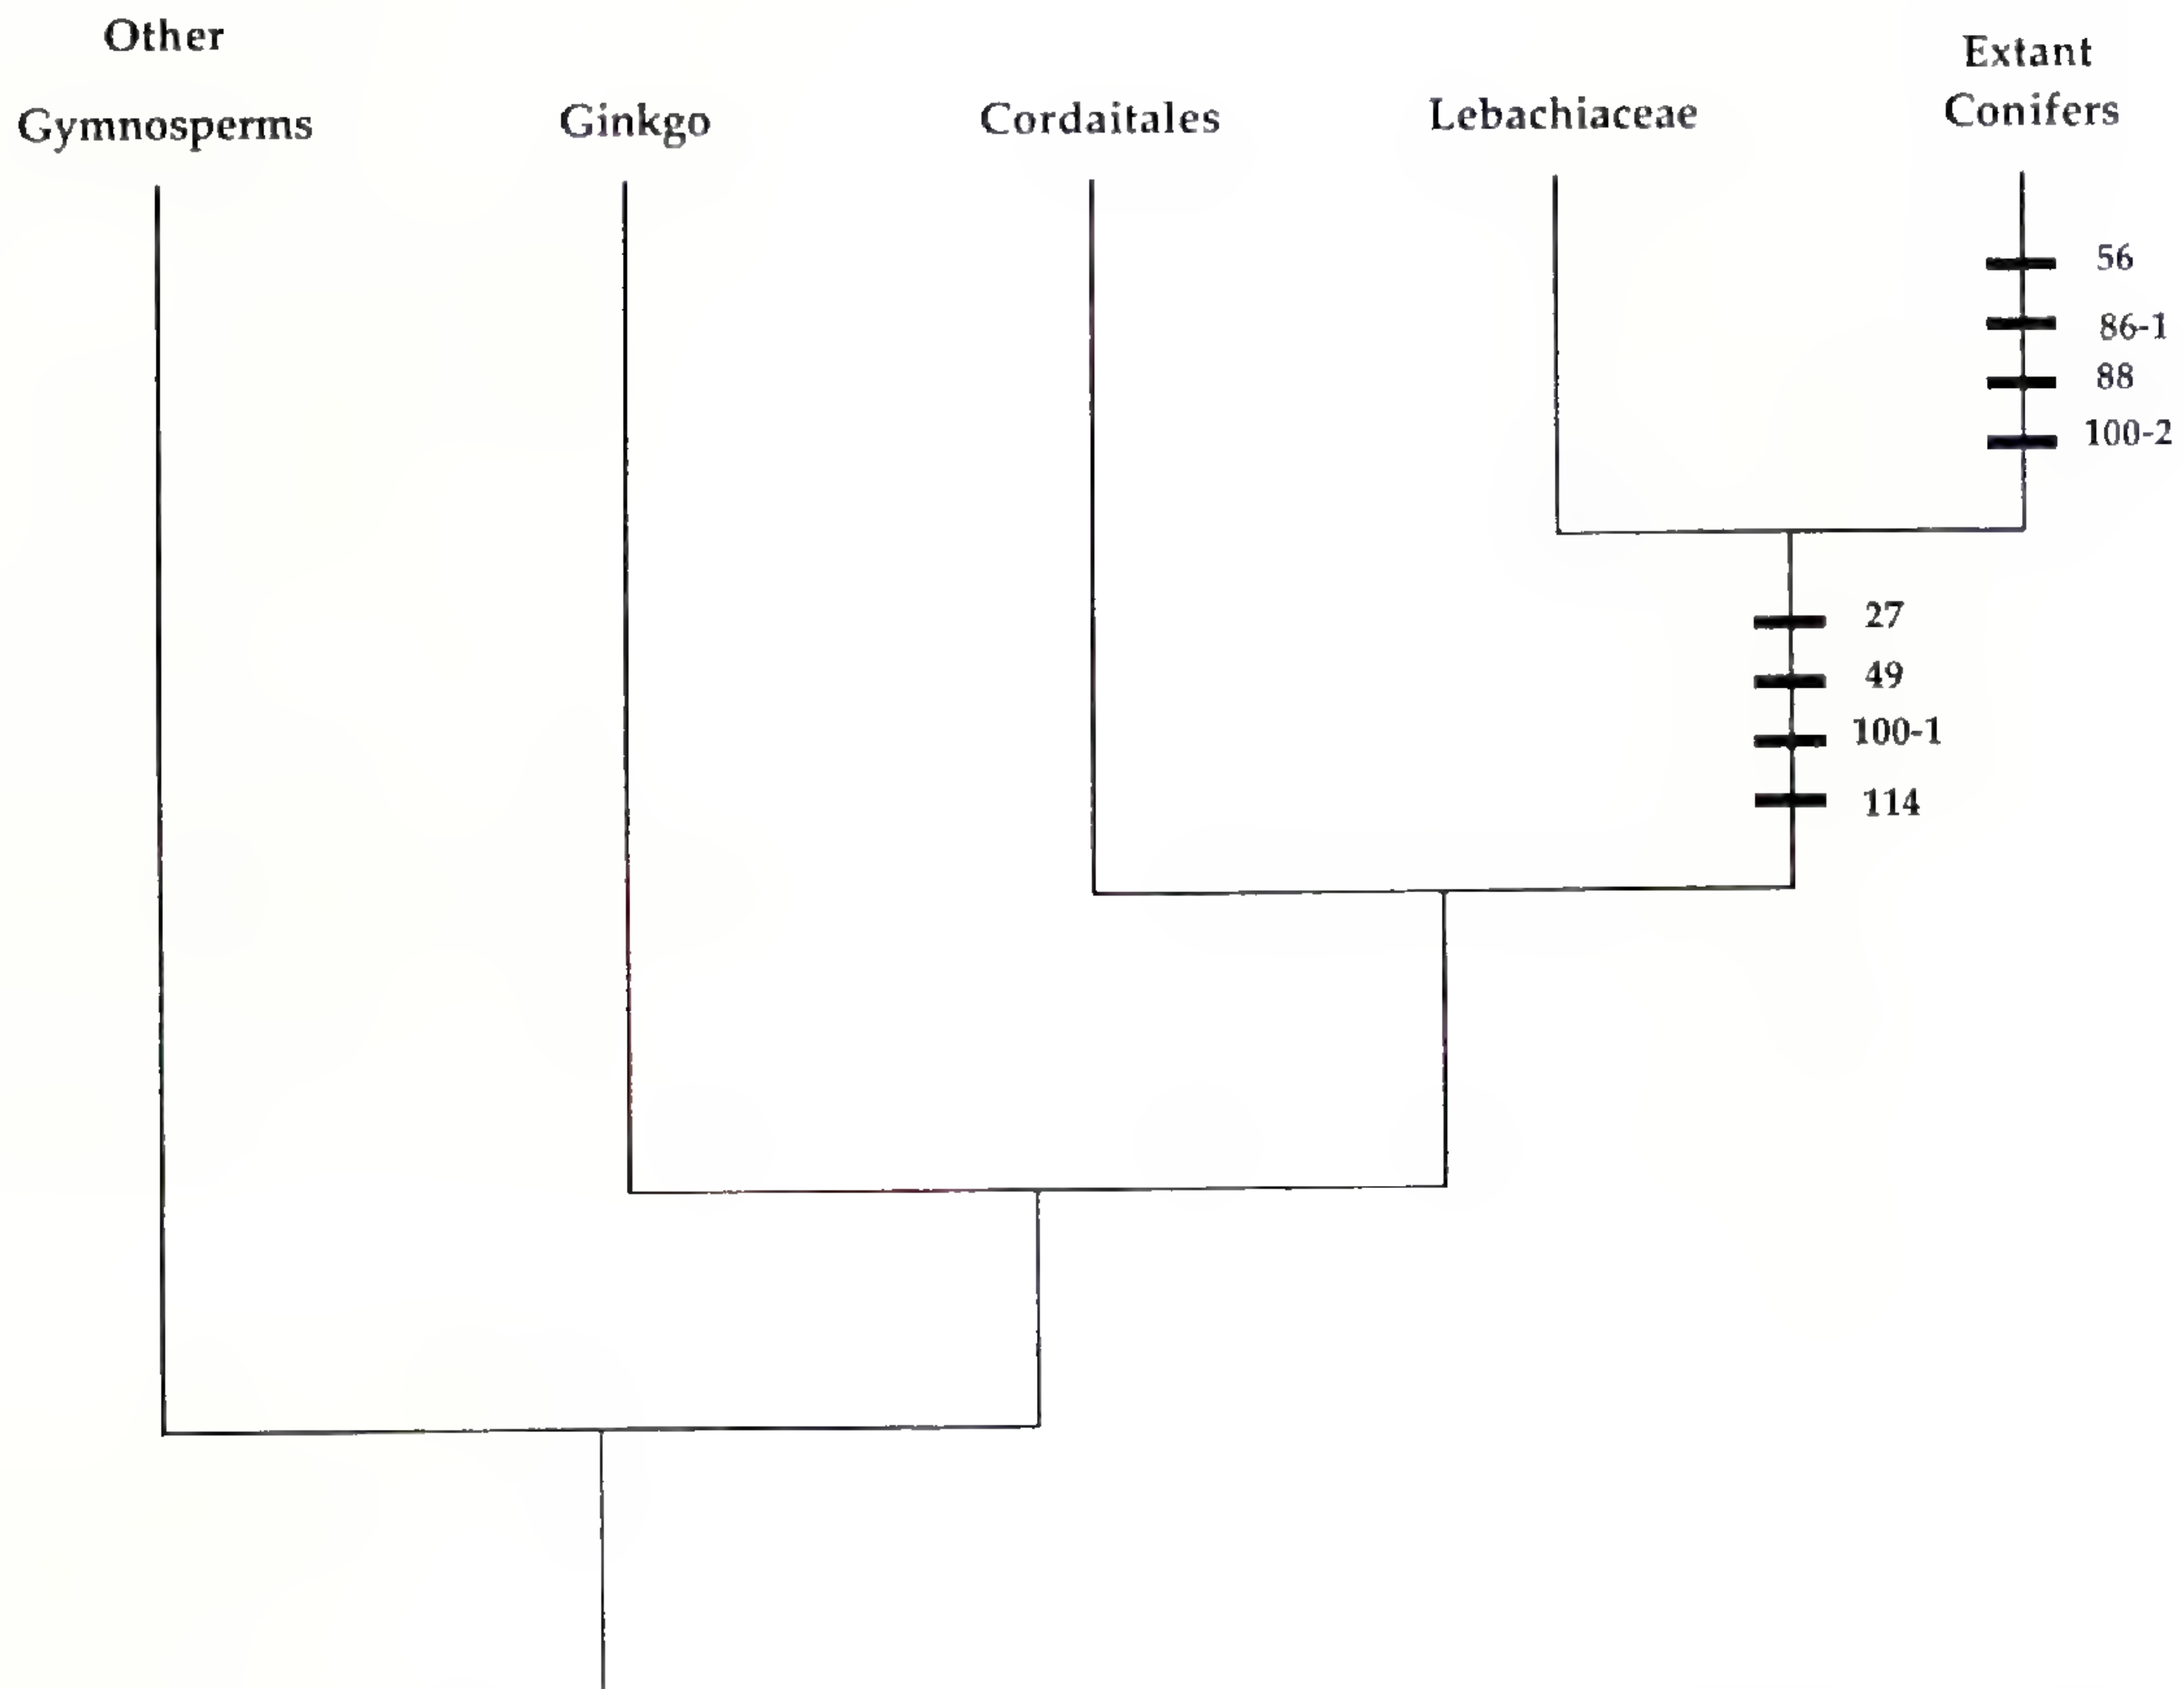 Other
Gymnosperms
Ginkgo
Cordaitales
Lebachiaceae
Extant
Conifers
56
86-1
88
100-2
27
49
100-1
114